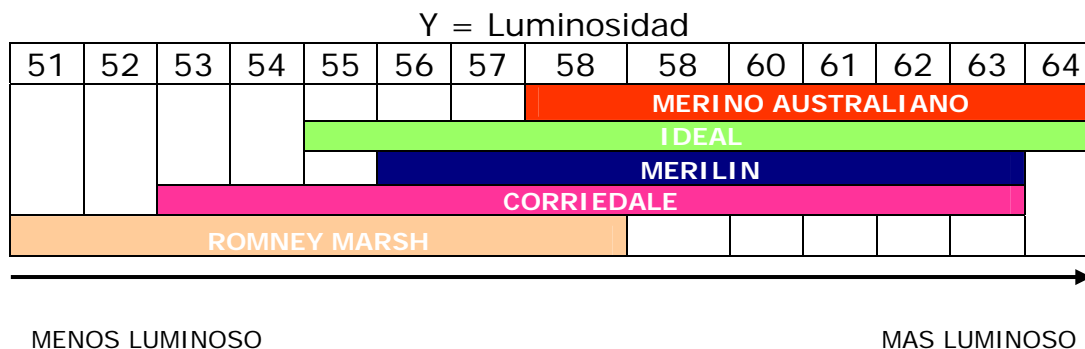 Y = Luminosidad
51 52 53 54 55 56 57 58 58 60 61 62 63 64
MERINO AUSTRALIANO
IDEAL
MERILIN
CORRIEDALE
ROMNEY MARSH
MENOS LUMINOSO MAS LUMINOSO